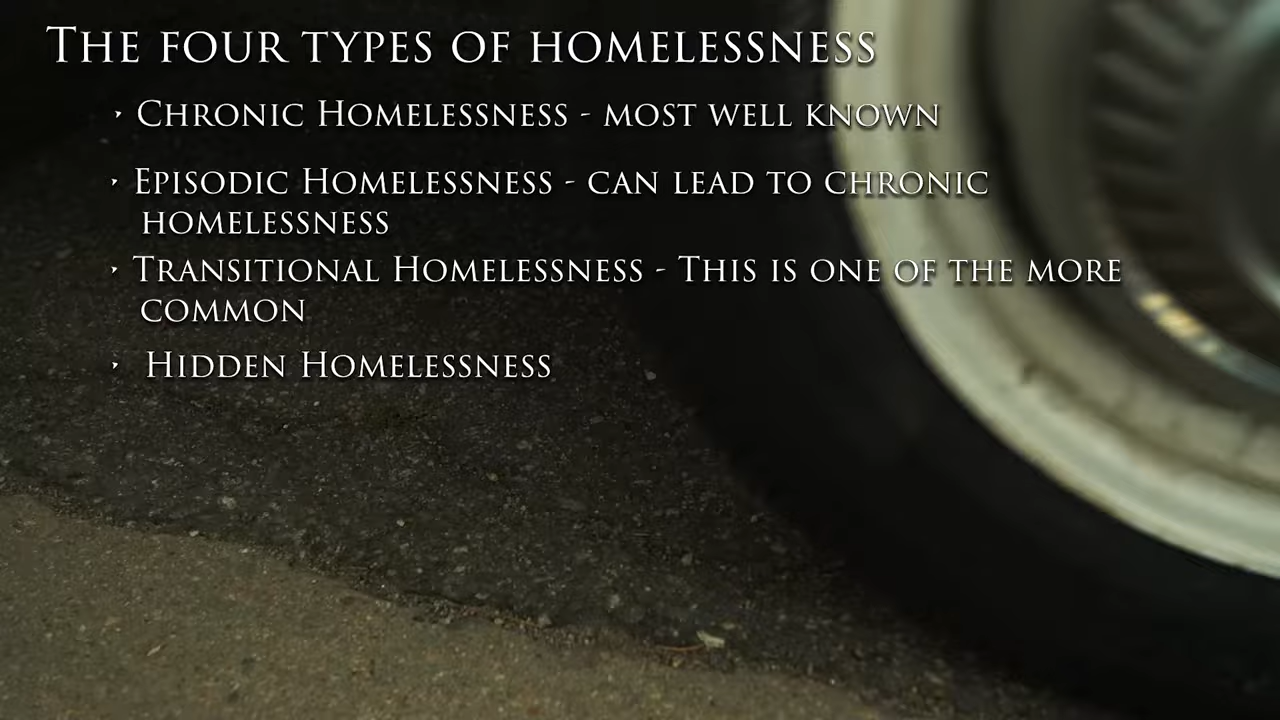 The four types of homelessness
‣ Chronic Homelessness - most well known
‣ Episodic Homelessness - can lead to chronic
homelessness
‣ Transitional Homelessness - This is one of the more
common
‣ Hidden Homelessness